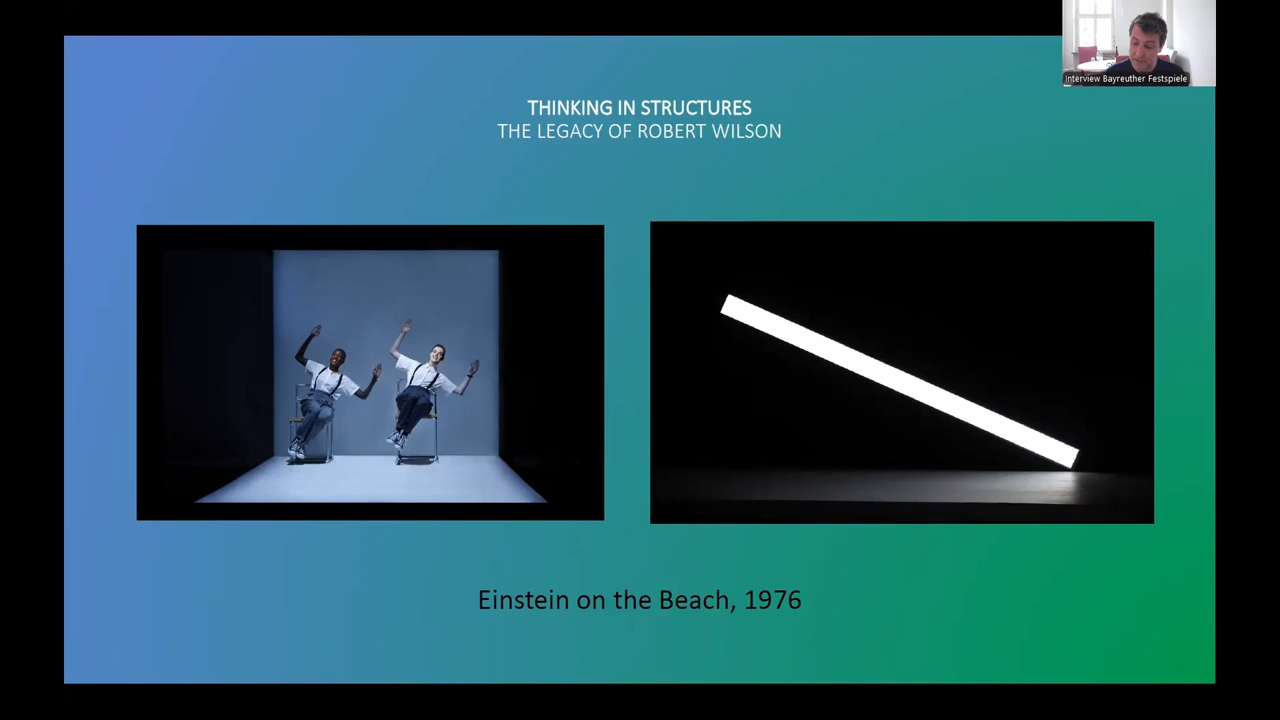 Interview Bayreuther Festspiele
THINKING IN STRUCTURES
THE LEGACY OF ROBERT WILSON
Einstein on the Beach, 1976